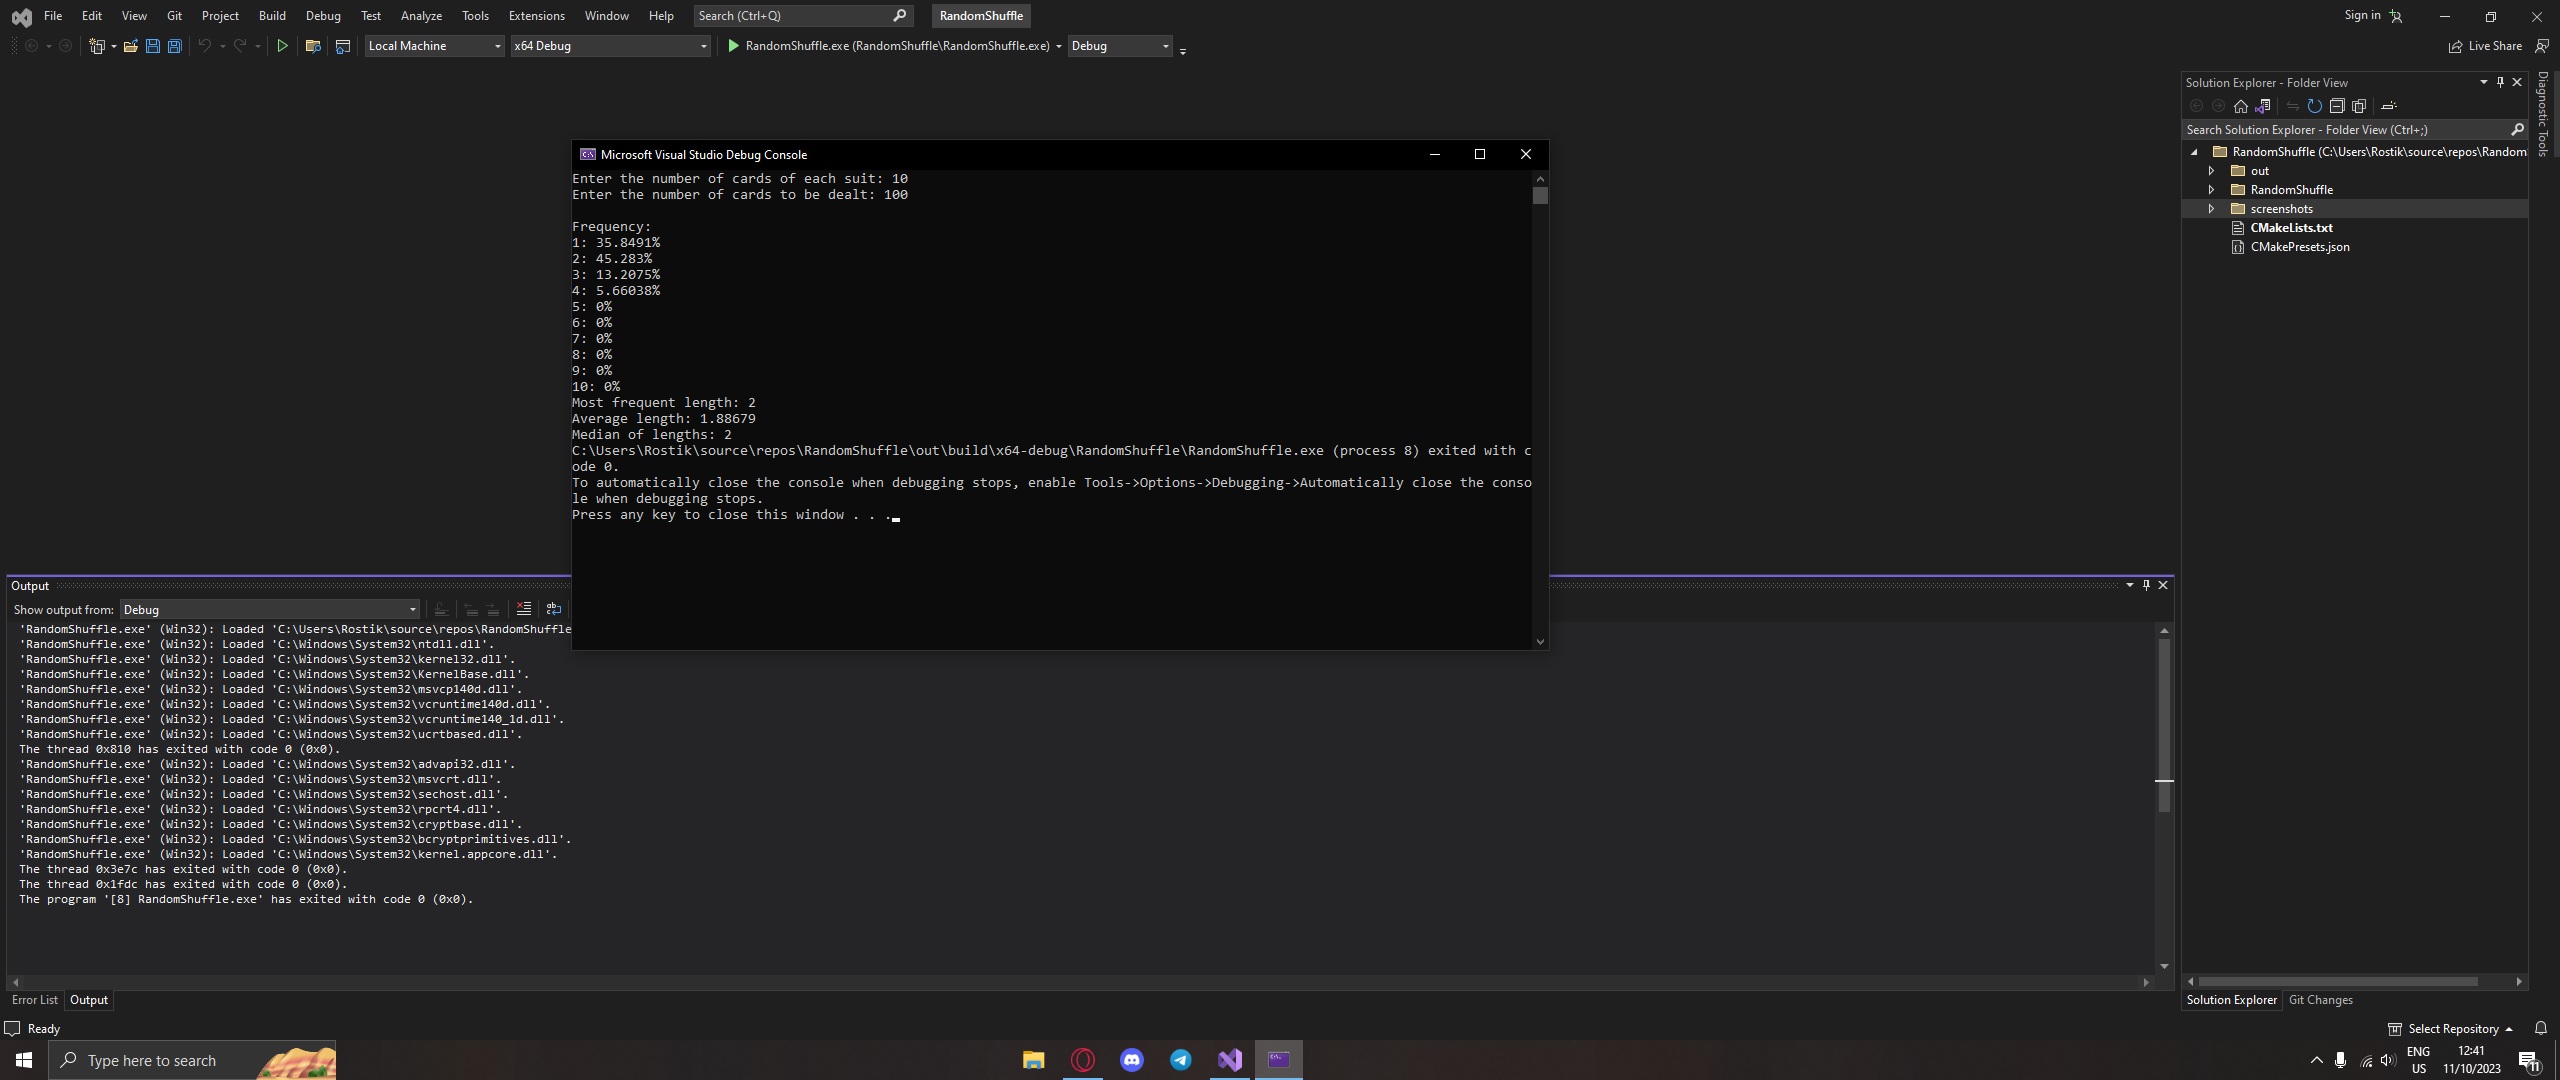 File Edit View Git Project Build Debug Test Analyze Tools Extensions Window Help Search (Ctrl+Q) RandomShuffle Sign in
Local Machine x64 Debug RandomShuffle.exe (RandomShuffle\RandomShuffle.exe) Debug Live Share
Solution Explorer - Folder View
Search Solution Explorer - Folder View (Ctrl+;)
RandomShuffle (C:\Users\Rostik\source\repos\Random
out
RandomShuffle
screenshots
CMakeLists.txt
CMakePresets.json
Diagnostic Tools
Microsoft Visual Studio Debug Console
Enter the number of cards of each suit: 10
Enter the number of cards to be dealt: 100
Frequency:
1: 35.8491%
2: 45.283%
3: 13.2075%
4: 5.66038%
5: 0%
6: 0%
7: 0%
8: 0%
9: 0%
10: 0%
Most frequent length: 2
Average length: 1.88679
Median of lengths: 2
C:\Users\Rostik\source\repos\RandomShuffle\out\build\x64-debug\RandomShuffle\RandomShuffle.exe (process 8) exited with c
ode 0.
To automatically close the console when debugging stops, enable Tools->Options->Debugging->Automatically close the conso
le when debugging stops.
Press any key to close this window . . .
Output
Show output from: Debug
'RandomShuffle.exe' (Win32): Loaded 'C:\Users\Rostik\source\repos\RandomShuffle
'RandomShuffle.exe' (Win32): Loaded 'C:\Windows\System32\ntdll.dll'.
'RandomShuffle.exe' (Win32): Loaded 'C:\Windows\System32\kernel32.dll'.
'RandomShuffle.exe' (Win32): Loaded 'C:\Windows\System32\KernelBase.dll'.
'RandomShuffle.exe' (Win32): Loaded 'C:\Windows\System32\msvcp140d.dll'.
'RandomShuffle.exe' (Win32): Loaded 'C:\Windows\System32\vcruntime140d.dll'.
'RandomShuffle.exe' (Win32): Loaded 'C:\Windows\System32\vcruntime140_1d.dll'.
'RandomShuffle.exe' (Win32): Loaded 'C:\Windows\System32\ucrtbased.dll'.
The thread 0x810 has exited with code 0 (0x0).
'RandomShuffle.exe' (Win32): Loaded 'C:\Windows\System32\advapi32.dll'.
'RandomShuffle.exe' (Win32): Loaded 'C:\Windows\System32\msvcrt.dll'.
'RandomShuffle.exe' (Win32): Loaded 'C:\Windows\System32\sechost.dll'.
'RandomShuffle.exe' (Win32): Loaded 'C:\Windows\System32\rpcrt4.dll'.
'RandomShuffle.exe' (Win32): Loaded 'C:\Windows\System32\cryptbase.dll'.
'RandomShuffle.exe' (Win32): Loaded 'C:\Windows\System32\bcryptprimitives.dll'.
'RandomShuffle.exe' (Win32): Loaded 'C:\Windows\System32\kernel.appcore.dll'.
The thread 0x3e7c has exited with code 0 (0x0).
The thread 0x1fdc has exited with code 0 (0x0).
The program '[8] RandomShuffle.exe' has exited with code 0 (0x0).
Error List Output
Solution Explorer Git Changes
Ready
Select Repository
Type here to search
ENG
US
12:41
11/10/2023
11